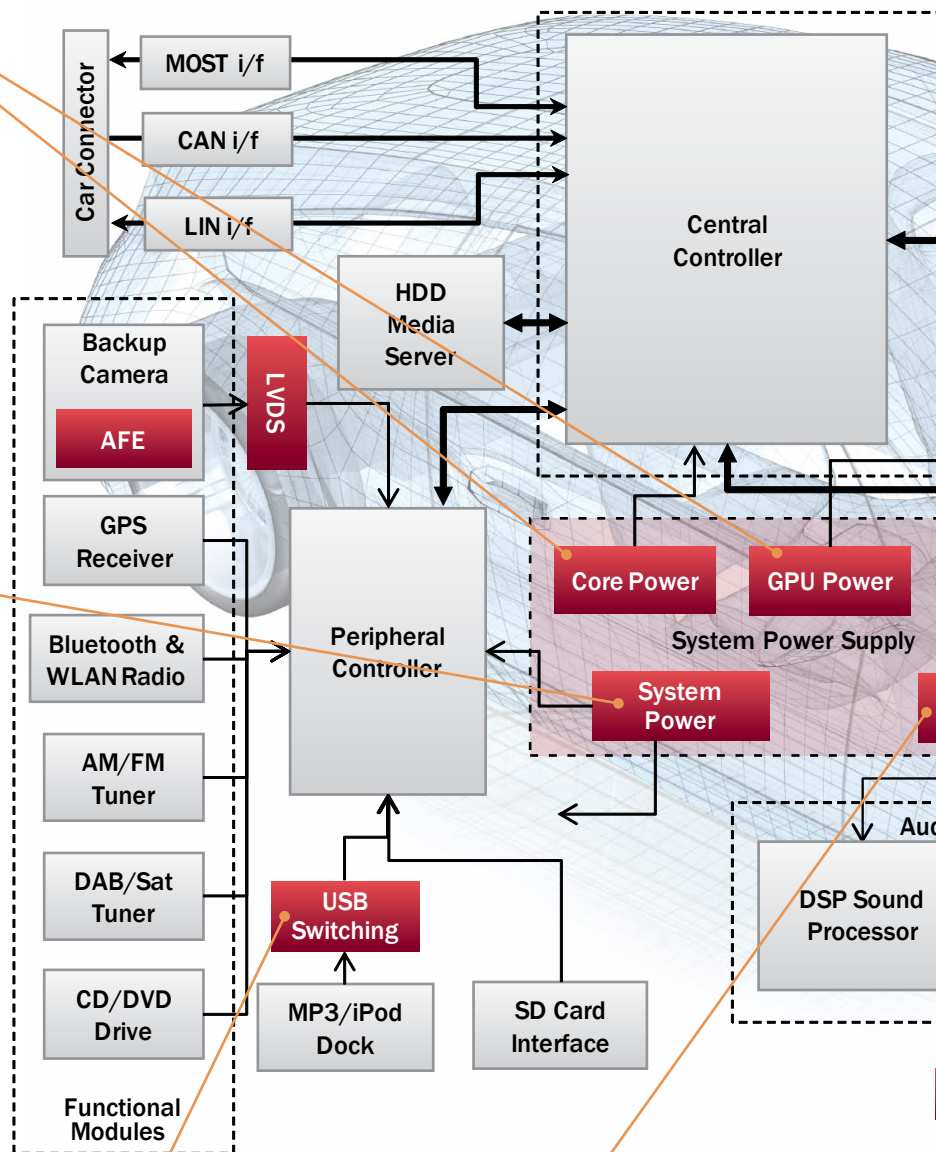 Car Connector
MOST i/f
CAN i/f
LIN i/f
Central
Controller
HDD
Media
Server
Backup
Camera
AFE
LVDS
GPS
Receiver
Bluetooth &
WLAN Radio
AM/FM
Tuner
DAB/Sat
Tuner
CD/DVD
Drive
Functional
Modules
Peripheral
Controller
Core Power
GPU Power
System Power Supply
System
Power
USB
Switching
MP3/iPod
Dock
SD Card
Interface
DSP Sound
Processor